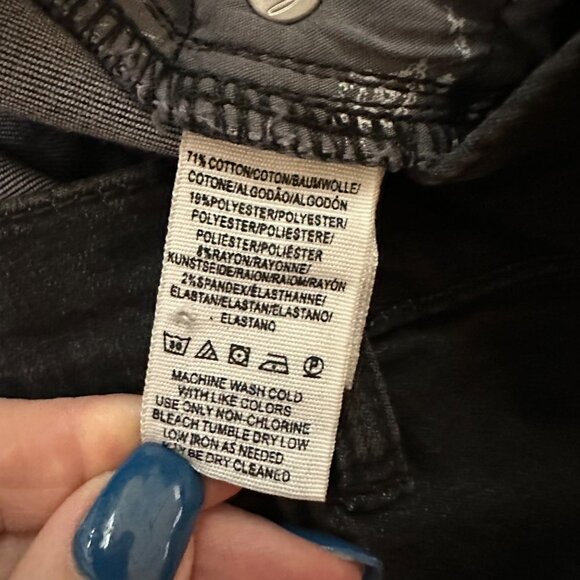 71% COTTON/COTON/BAUMWOLLE/
COTONE/ALGODÃO/ALGODÓN
19%POLYESTER/POLYESTER/
POLYESTER/POLIESTERE/
POLIESTER/POLIÉSTER
8%RAYON/RAYONNE/
KUNSTSEIDE/RAION/RAIOM/RAYÓN
2%SPANDEX/ÉLASTHANNE/
ELASTAN/ELASTAN/ELASTANO/
ELASTANO
30 P
MACHINE WASH COLD
WITH LIKE COLORS
USE ONLY NON-CHLORINE
BLEACH TUMBLE DRY LOW
LOW IRON AS NEEDED
BE DRY CLEANED